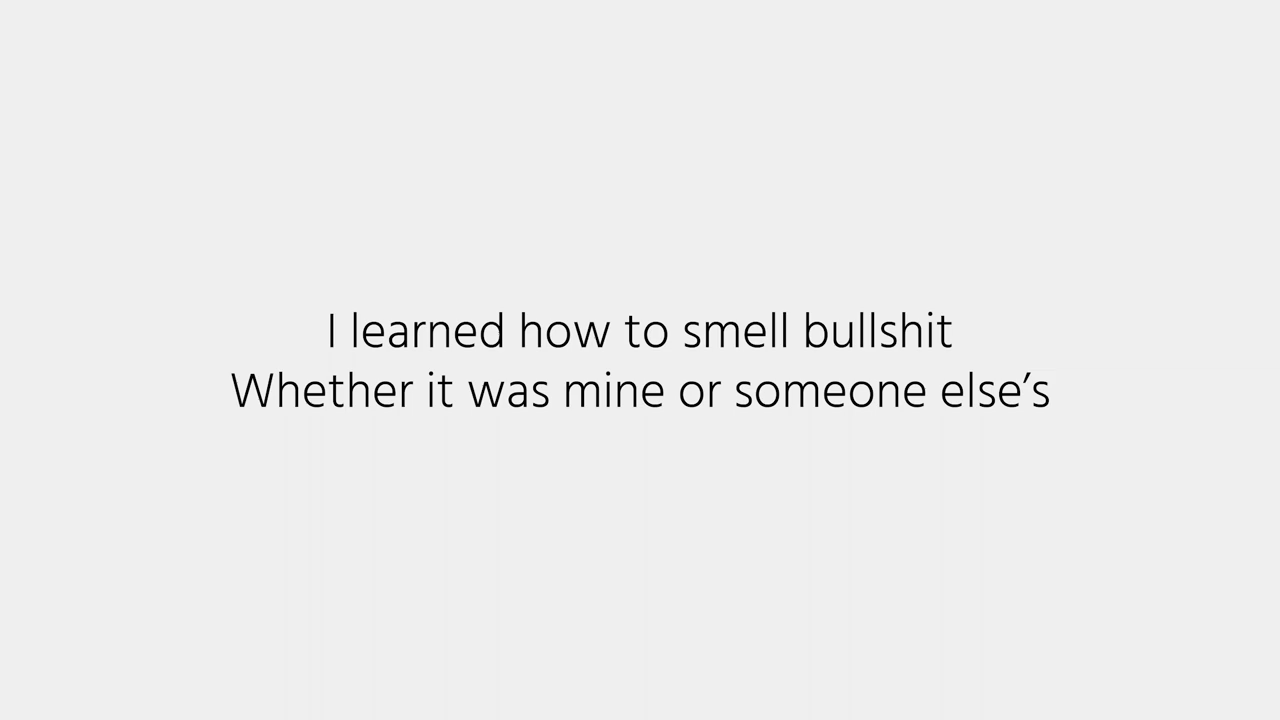 I learned how to smell bullshit
Whether it was mine or someone else’s